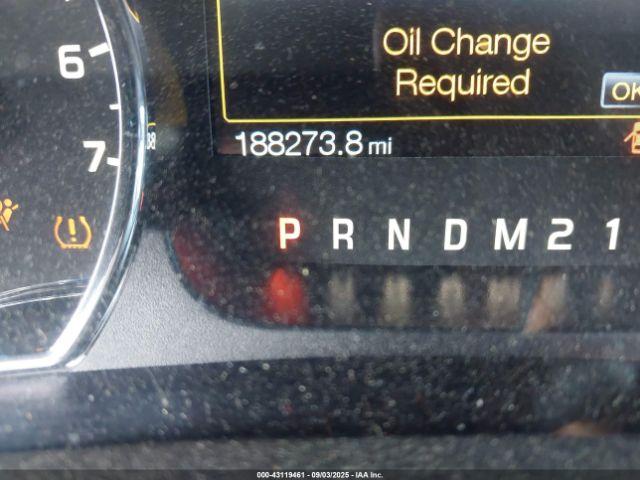 6
Oil Change
Required
OK
188273.8 mi
7
P R N D M 2 1
000-43119461 - 09/03/2025 - IAA Inc.